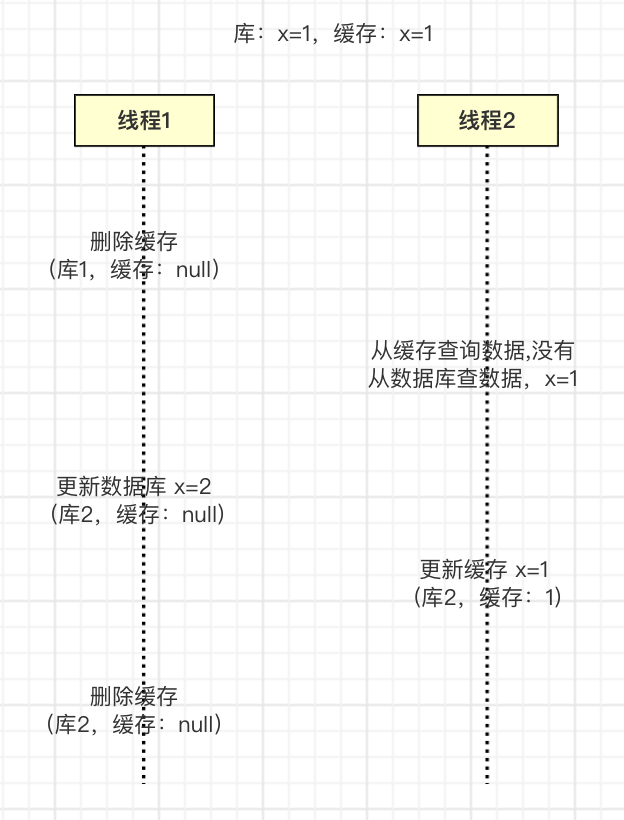 库：x=1，缓存：x=1
线程1
线程2
删除缓存
（库1，缓存：null）
从缓存查询数据,没有
从数据库查数据，x=1
更新数据库 x=2
（库2，缓存：null）
更新缓存 x=1
（库2，缓存：1）
删除缓存
（库2，缓存：null）